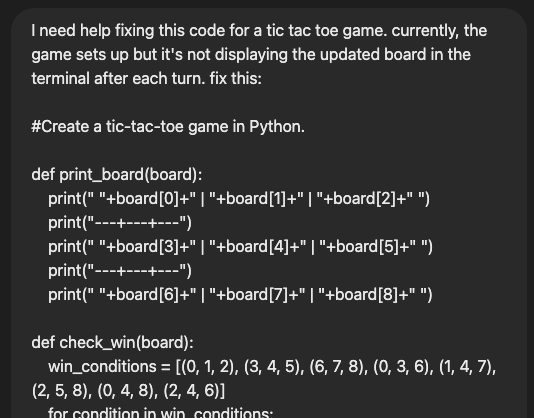 I need help fixing this code for a tic tac toe game. currently, the
game sets up but it's not displaying the updated board in the
terminal after each turn. fix this:
#Create a tic-tac-toe game in Python.
def print_board(board):
print(" "+board[0]+" | "+board[1]+" | "+board[2]+" ")
print("---+---+---")
print(" "+board[3]+" | "+board[4]+" | "+board[5]+" ")
print("---+---+---")
print(" "+board[6]+" | "+board[7]+" | "+board[8]+" ")
def check_win(board):
win_conditions = [(0, 1, 2), (3, 4, 5), (6, 7, 8), (0, 3, 6), (1, 4, 7),
(2, 5, 8), (0, 4, 8), (2, 4, 6)]
for condition in win_conditions: